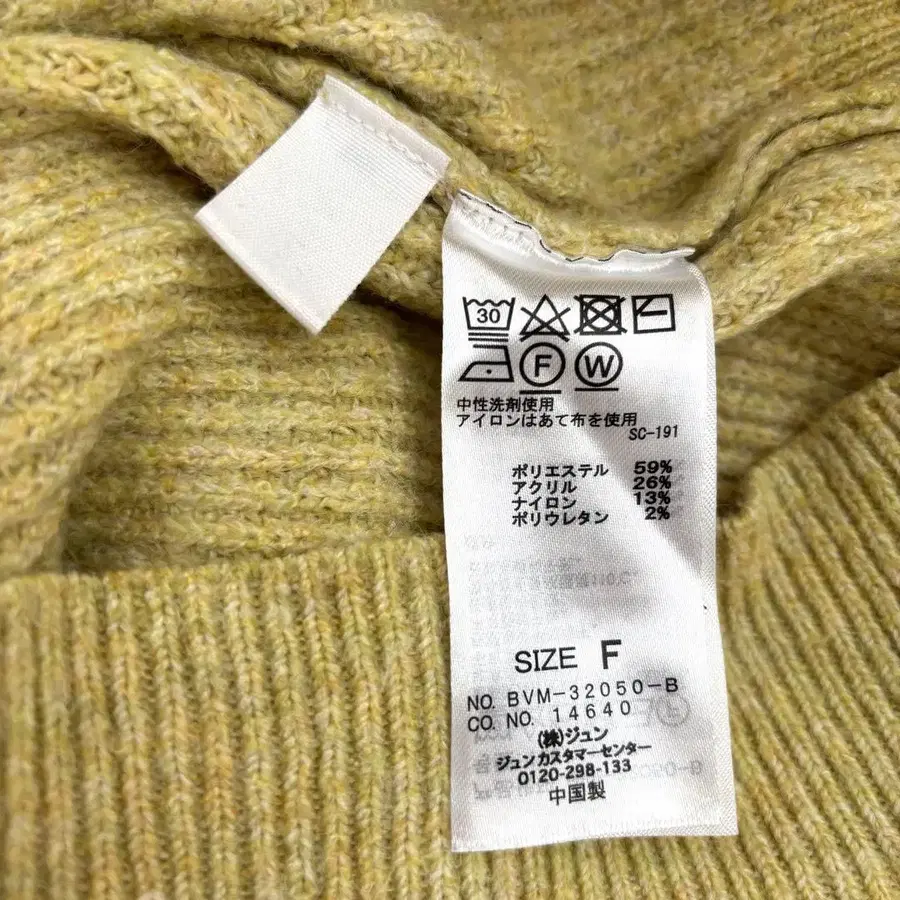 30
F W
中性洗剤使用
アイロンはあて布を使用
SC-191
ポリエステル 59%
アクリル 26%
ナイロン 13%
ポリウレタン 2%
SIZE F
NO. BVM-32050-B
CO. NO. 14640
(株)ジュン
ジュンカスタマーセンター
0120-298-133
中国製